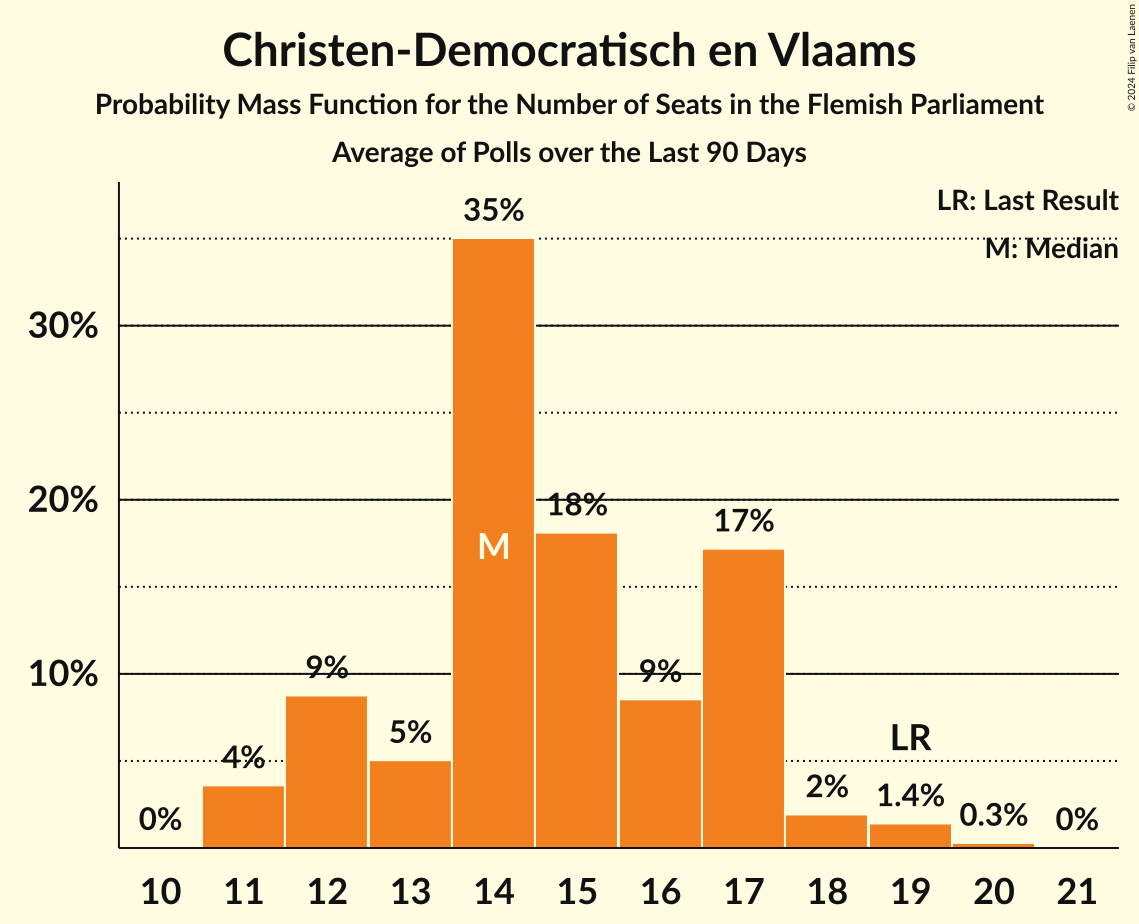 Christen-Democratisch en Vlaams
Probability Mass Function for the Number of Seats in the Flemish Parliament
Average of Polls over the Last 90 Days
© 2024 Filip van Laenen
LR: Last Result
M: Median
35%
30%
20%
18%
17%
M
10%
9%
9%
5%
4%
LR
2%
1.4%
0.3%
0%
0%
10 11 12 13 14 15 16 17 18 19 20 21